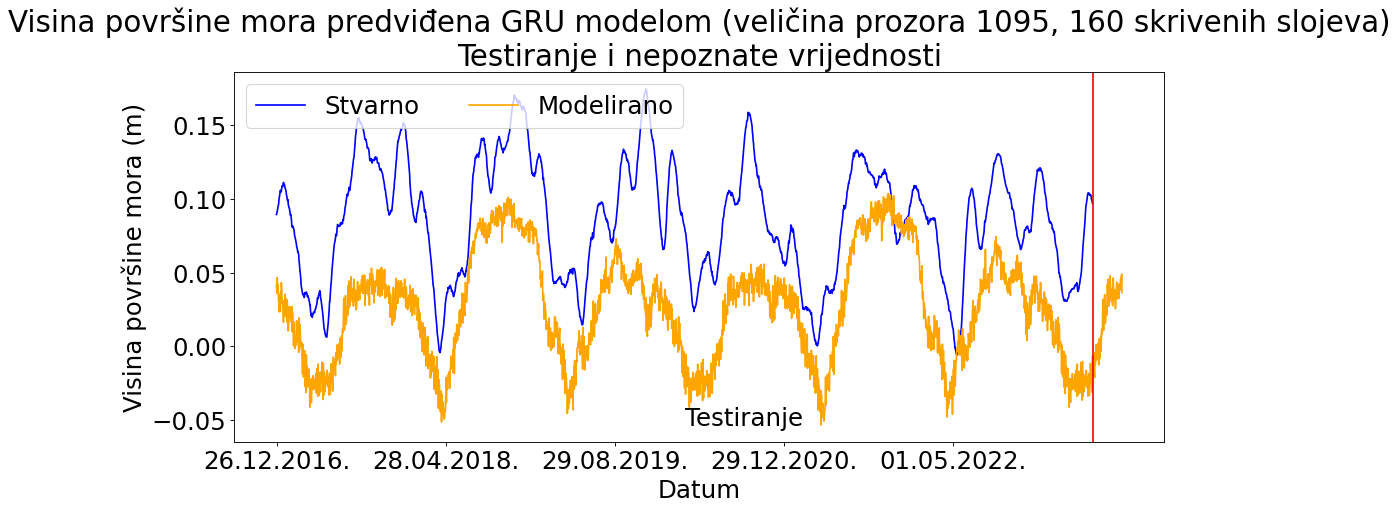 Visina površine mora predviđena GRU modelom (veličina prozora 1095, 160 skrivenih slojeva)
Testiranje i nepoznate vrijednosti
Stvarno
Modelirano
Visina površine mora (m)
0.15
0.10
0.05
0.00
−0.05
Testiranje
26.12.2016.
28.04.2018.
29.08.2019.
29.12.2020.
01.05.2022.
Datum